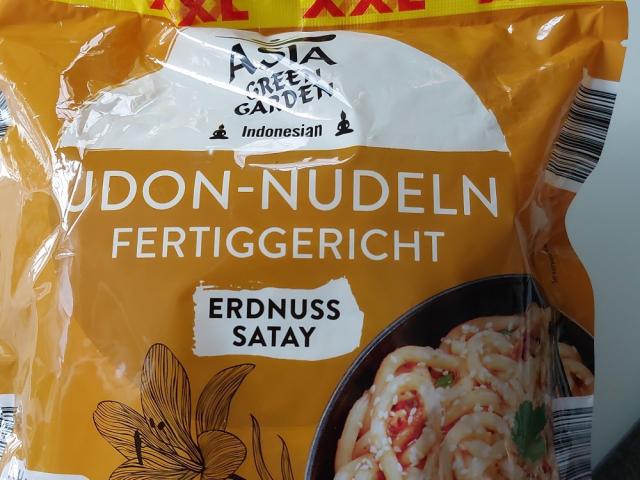 XXL XXL
ASIA
GREEN
GARDEN
Indonesian
UDON-NUDELN
FERTIGGERICHT
ERDNUSS
SATAY